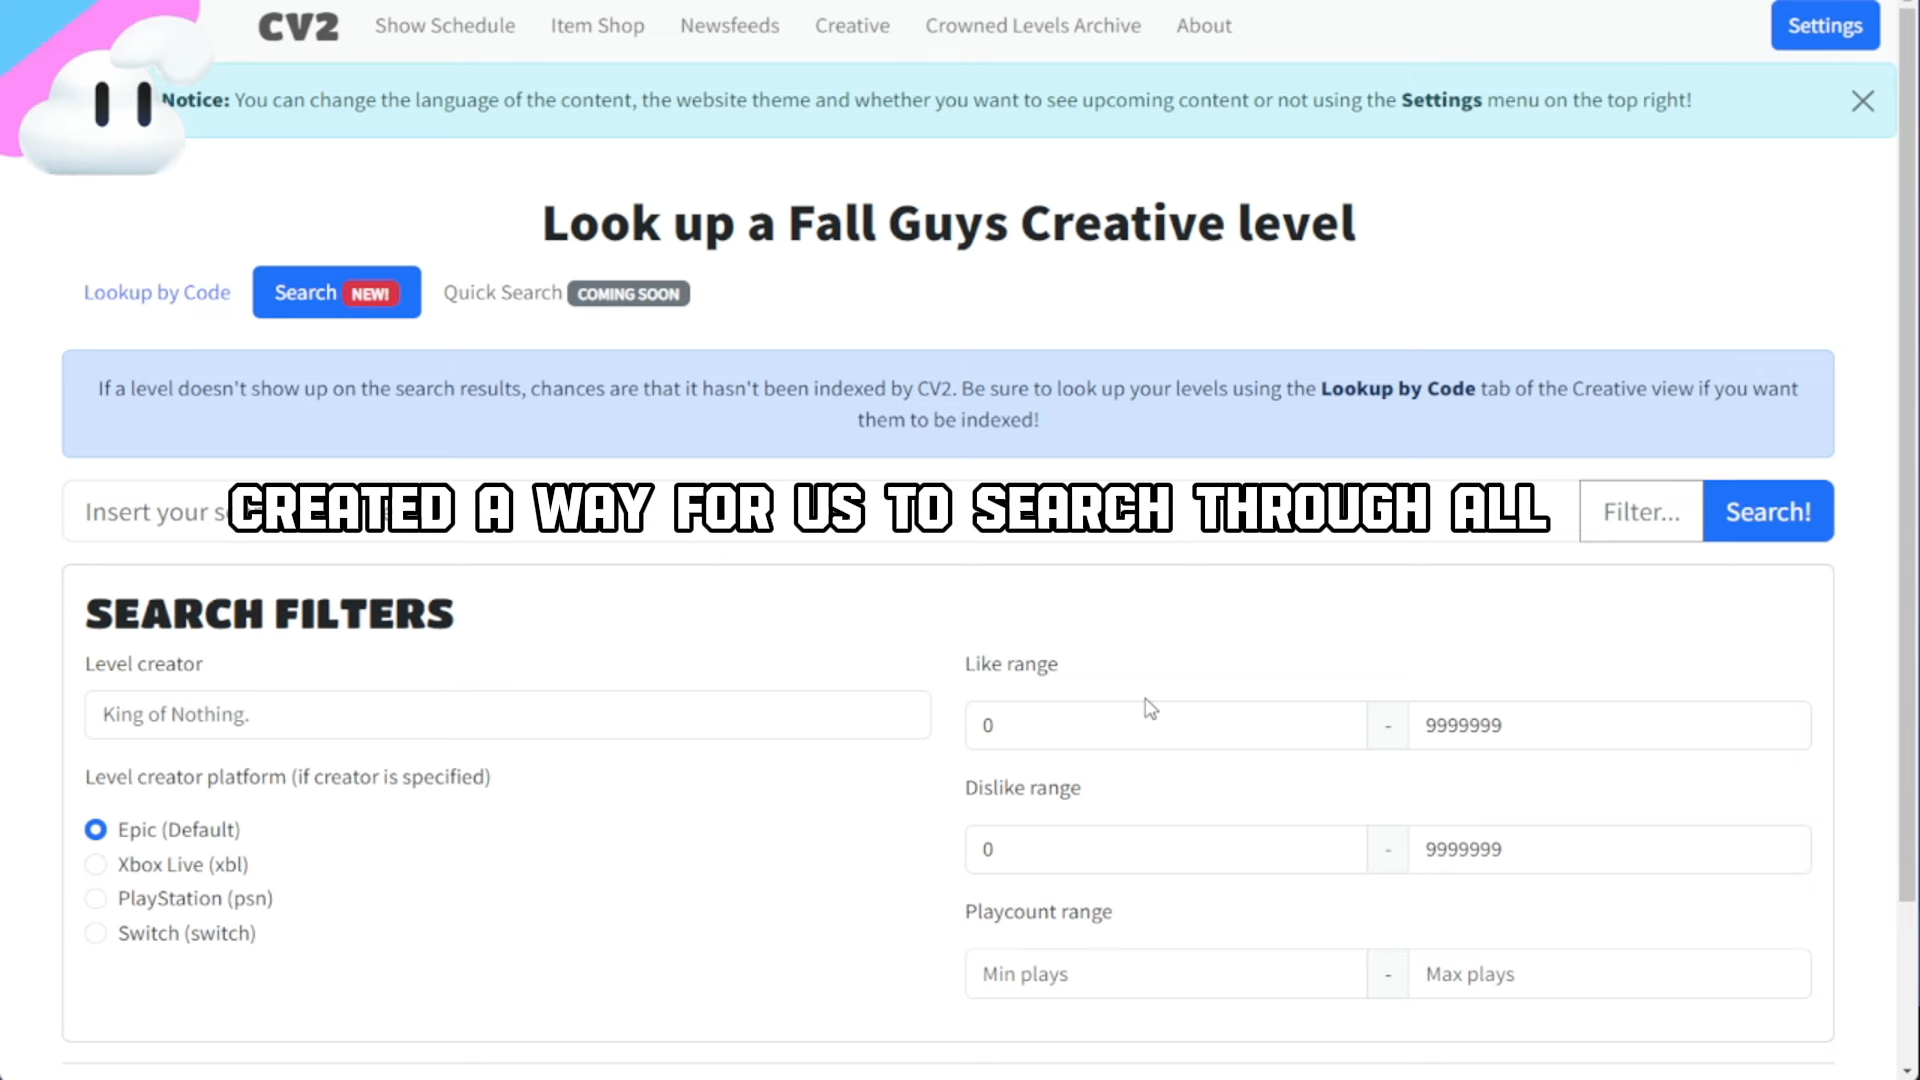 CV2 Show Schedule Item Shop Newsfeeds Creative Crowned Levels Archive About Settings
Notice: You can change the language of the content, the website theme and whether you want to see upcoming content or not using the Settings menu on the top right!
Look up a Fall Guys Creative level
Lookup by Code Search NEW! Quick Search COMING SOON
If a level doesn't show up on the search results, chances are that it hasn't been indexed by CV2. Be sure to look up your levels using the Lookup by Code tab of the Creative view if you want
them to be indexed!
Insert your
CREATED A WAY FOR US TO SEARCH THROUGH ALL
Filter... Search!
SEARCH FILTERS
Level creator
King of Nothing.
Level creator platform (if creator is specified)
Epic (Default)
Xbox Live (xbl)
PlayStation (psn)
Switch (switch)
Like range
0 - 9999999
Dislike range
0 - 9999999
Playcount range
Min plays - Max plays